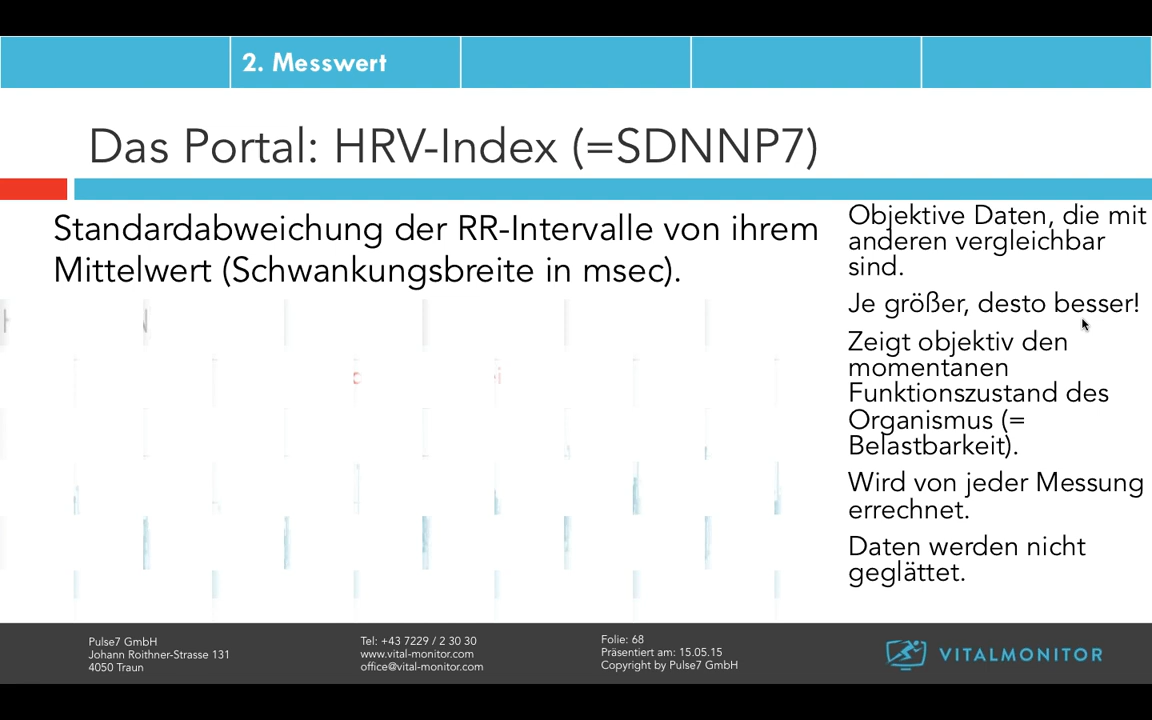 2. Messwert
Das Portal: HRV-Index (=SDNNP7)
Standardabweichung der RR-Intervalle von ihrem
Mittelwert (Schwankungsbreite in msec).
Objektive Daten, die mit
anderen vergleichbar
sind.
Je größer, desto besser!
Zeigt objektiv den
momentanen
Funktionszustand des
Organismus (=
Belastbarkeit).
Wird von jeder Messung
errechnet.
Daten werden nicht
geglättet.
Pulse7 GmbH
Johann Roithner-Strasse 131
4050 Traun
Tel: +43 7229 / 2 30 30
www.vital-monitor.com
office@vital-monitor.com
Folie: 68
Präsentiert am: 15.05.15
Copyright by Pulse7 GmbH
VITALMONITOR